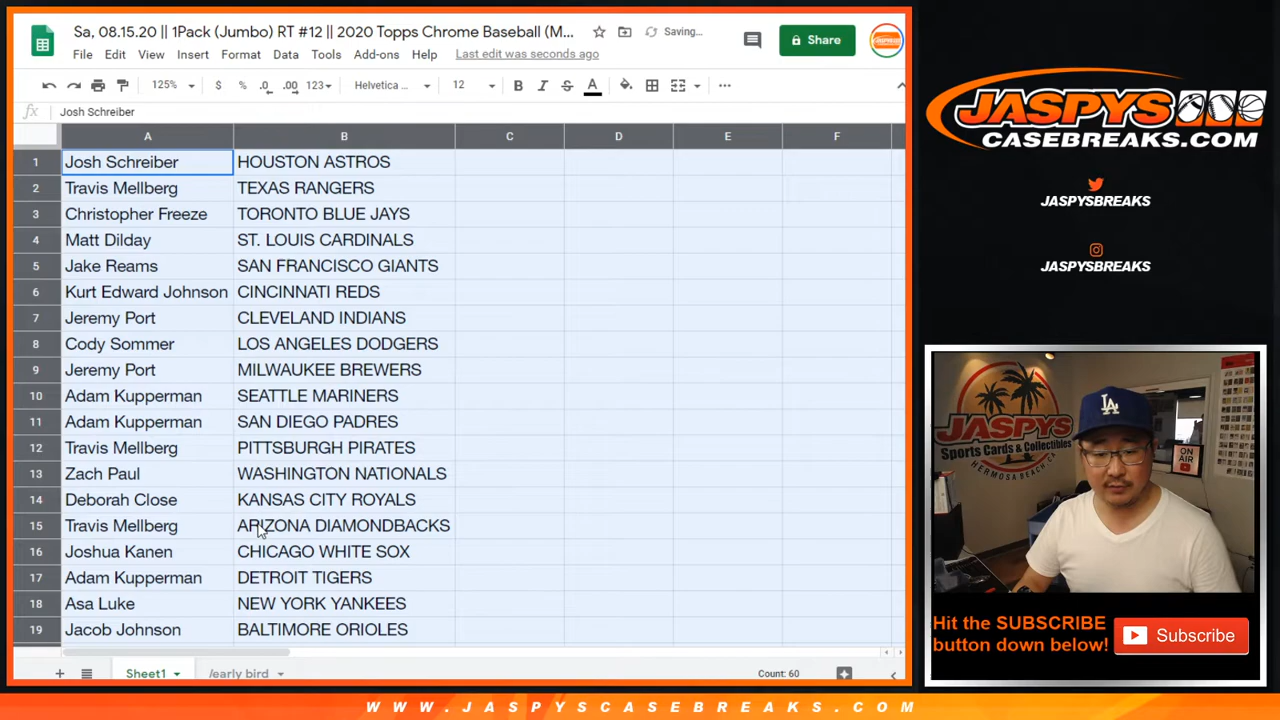 Sa, 08.15.20 || 1Pack (Jumbo) RT #12 || 2020 Topps Chrome Baseball (M...
Saving...
Share
File Edit View Insert Format Data Tools Add-ons Help Last edit was seconds ago
125% $ % .0 .00 123 Helvetica ... 12 B I S A
fx Josh Schreiber
A B C D E F
1 Josh Schreiber HOUSTON ASTROS
2 Travis Mellberg TEXAS RANGERS
3 Christopher Freeze TORONTO BLUE JAYS
4 Matt Dilday ST. LOUIS CARDINALS
5 Jake Reams SAN FRANCISCO GIANTS
6 Kurt Edward Johnson CINCINNATI REDS
7 Jeremy Port CLEVELAND INDIANS
8 Cody Sommer LOS ANGELES DODGERS
9 Jeremy Port MILWAUKEE BREWERS
10 Adam Kupperman SEATTLE MARINERS
11 Adam Kupperman SAN DIEGO PADRES
12 Travis Mellberg PITTSBURGH PIRATES
13 Zach Paul WASHINGTON NATIONALS
14 Deborah Close KANSAS CITY ROYALS
15 Travis Mellberg ARIZONA DIAMONDBACKS
16 Joshua Kanen CHICAGO WHITE SOX
17 Adam Kupperman DETROIT TIGERS
18 Asa Luke NEW YORK YANKEES
19 Jacob Johnson BALTIMORE ORIOLES
Sheet1 /early bird Count: 60
JASPYS
CASEBREAKS.COM
JASPYSBREAKS
JASPYSBREAKS
JASPYS
Sports Cards & Collectibles
HERMOSA BEACH, CA
LA
ON AIR
Hit the SUBSCRIBE
button down below!
Subscribe
WWW.JASPYSCASEBREAKS.COM